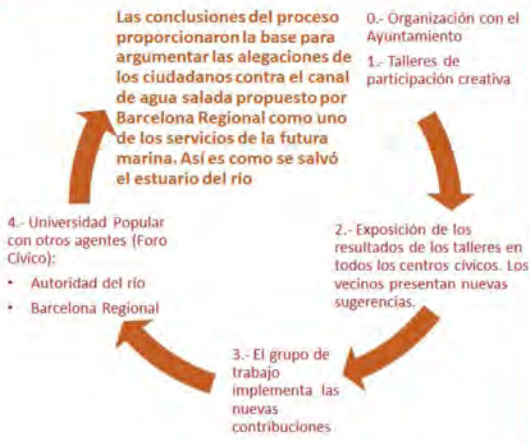 Las conclusiones del proceso
proporcionaron la base para
argumentar las alegaciones de
los ciudadanos contra el canal
de agua salada propuesto por
Barcelona Regional como uno
de los servicios de la futura
marina. Así es como se salvó
el estuario del río
0.- Organización con el
Ayuntamiento
1.- Talleres de
participación creativa
2.- Exposición de los
resultados de los talleres en
todos los centros cívicos. Los
vecinos presentan nuevas
sugerencias.
3.- El grupo de
trabajo
implementa las
nuevas
contribuciones
4.- Universidad Popular
con otros agentes (Foro
Cívico):
• Autoridad del río
• Barcelona Regional